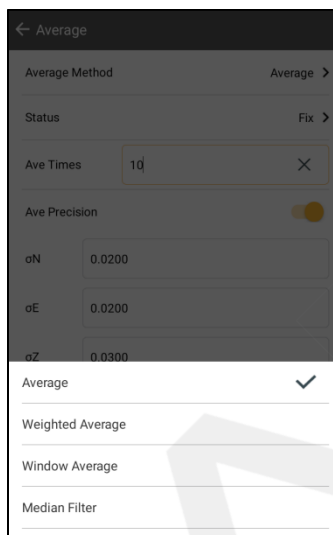 ← Average
Average Method Average >
Status Fix >
Ave Times 10 ×
Ave Precision
σN 0.0200
σE 0.0200
σZ 0.0300
Average ✓
Weighted Average
Window Average
Median Filter